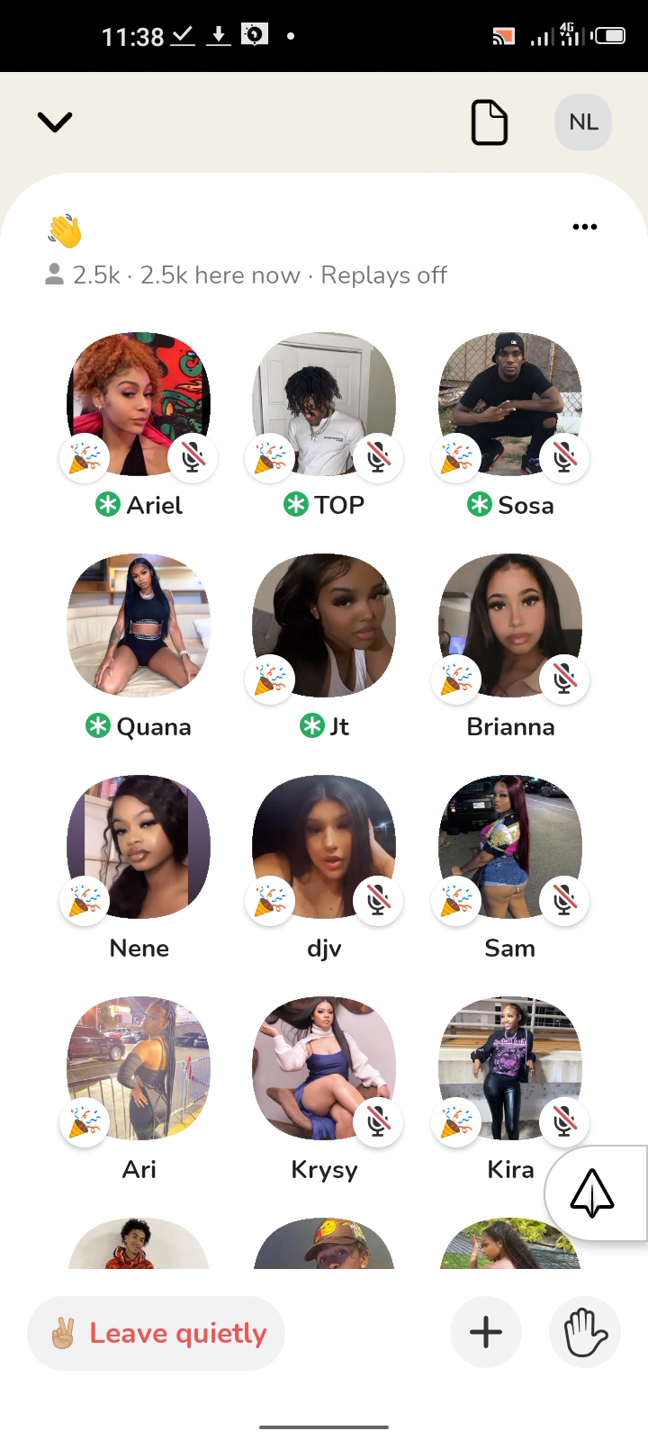 11:38
4G
NL
👋
2.5k · 2.5k here now · Replays off
Ariel
TOP
Sosa
Quana
Jt
Brianna
Nene
djv
Sam
Ari
Krysy
Kira
✌🏼 Leave quietly